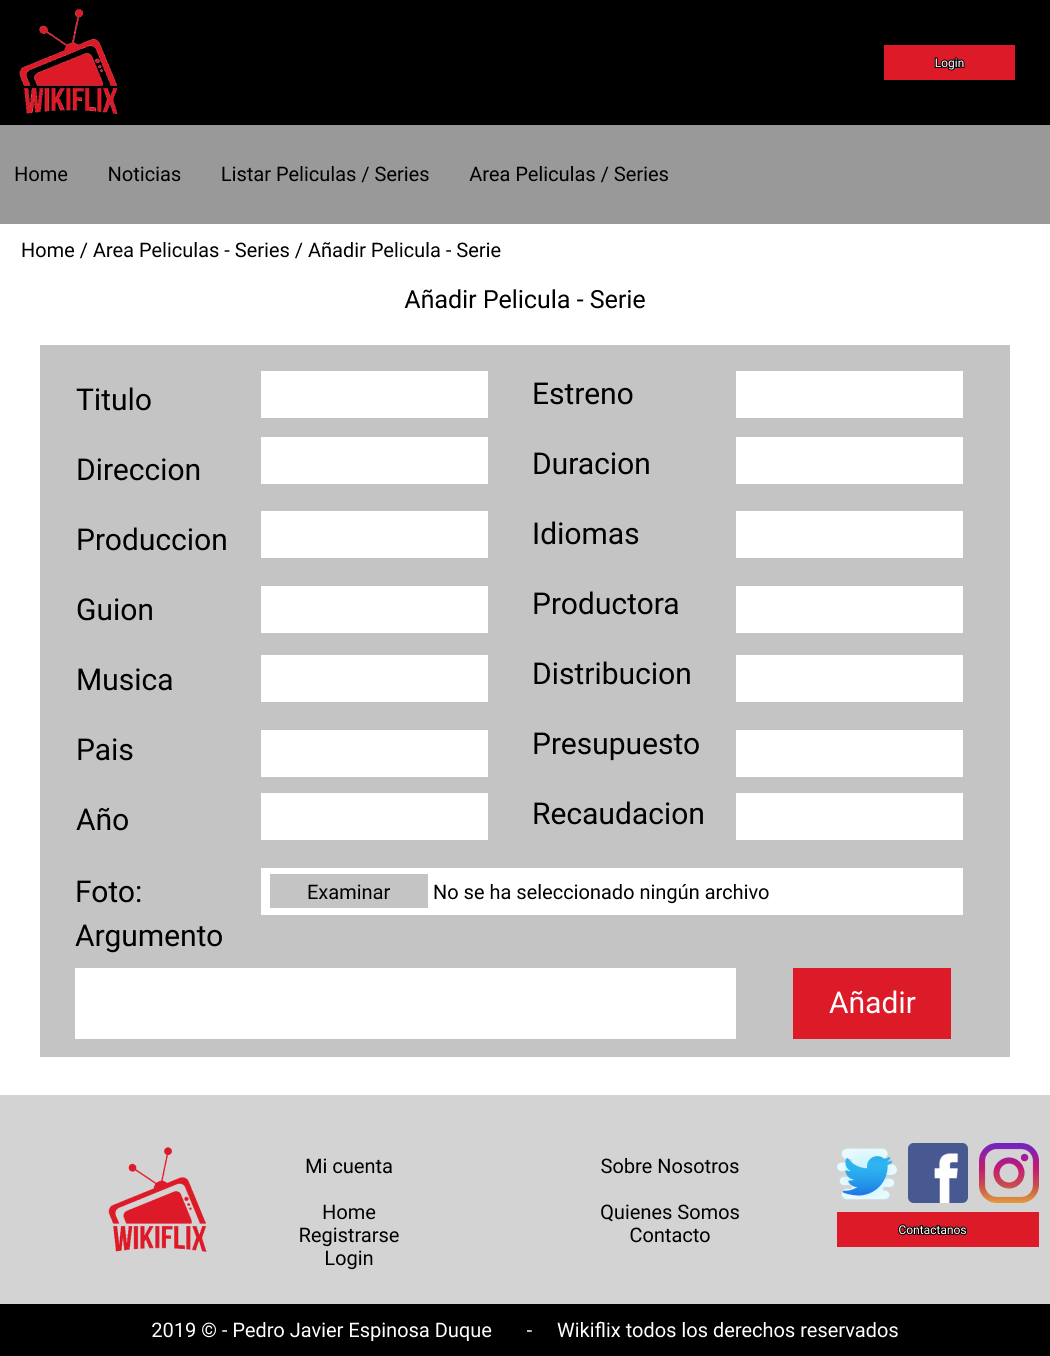 WIKIFLIX
Login
Home Noticias Listar Peliculas / Series Area Peliculas / Series
Home / Area Peliculas - Series / Añadir Pelicula - Serie
Añadir Pelicula - Serie
Titulo Estreno
Direccion Duracion
Produccion Idiomas
Guion Productora
Musica Distribucion
Pais Presupuesto
Año Recaudacion
Foto: Examinar No se ha seleccionado ningún archivo
Argumento
Añadir
WIKIFLIX
Mi cuenta
Home
Registrarse
Login
Sobre Nosotros
Quienes Somos
Contacto
Contactanos
2019 © - Pedro Javier Espinosa Duque - Wikiflix todos los derechos reservados